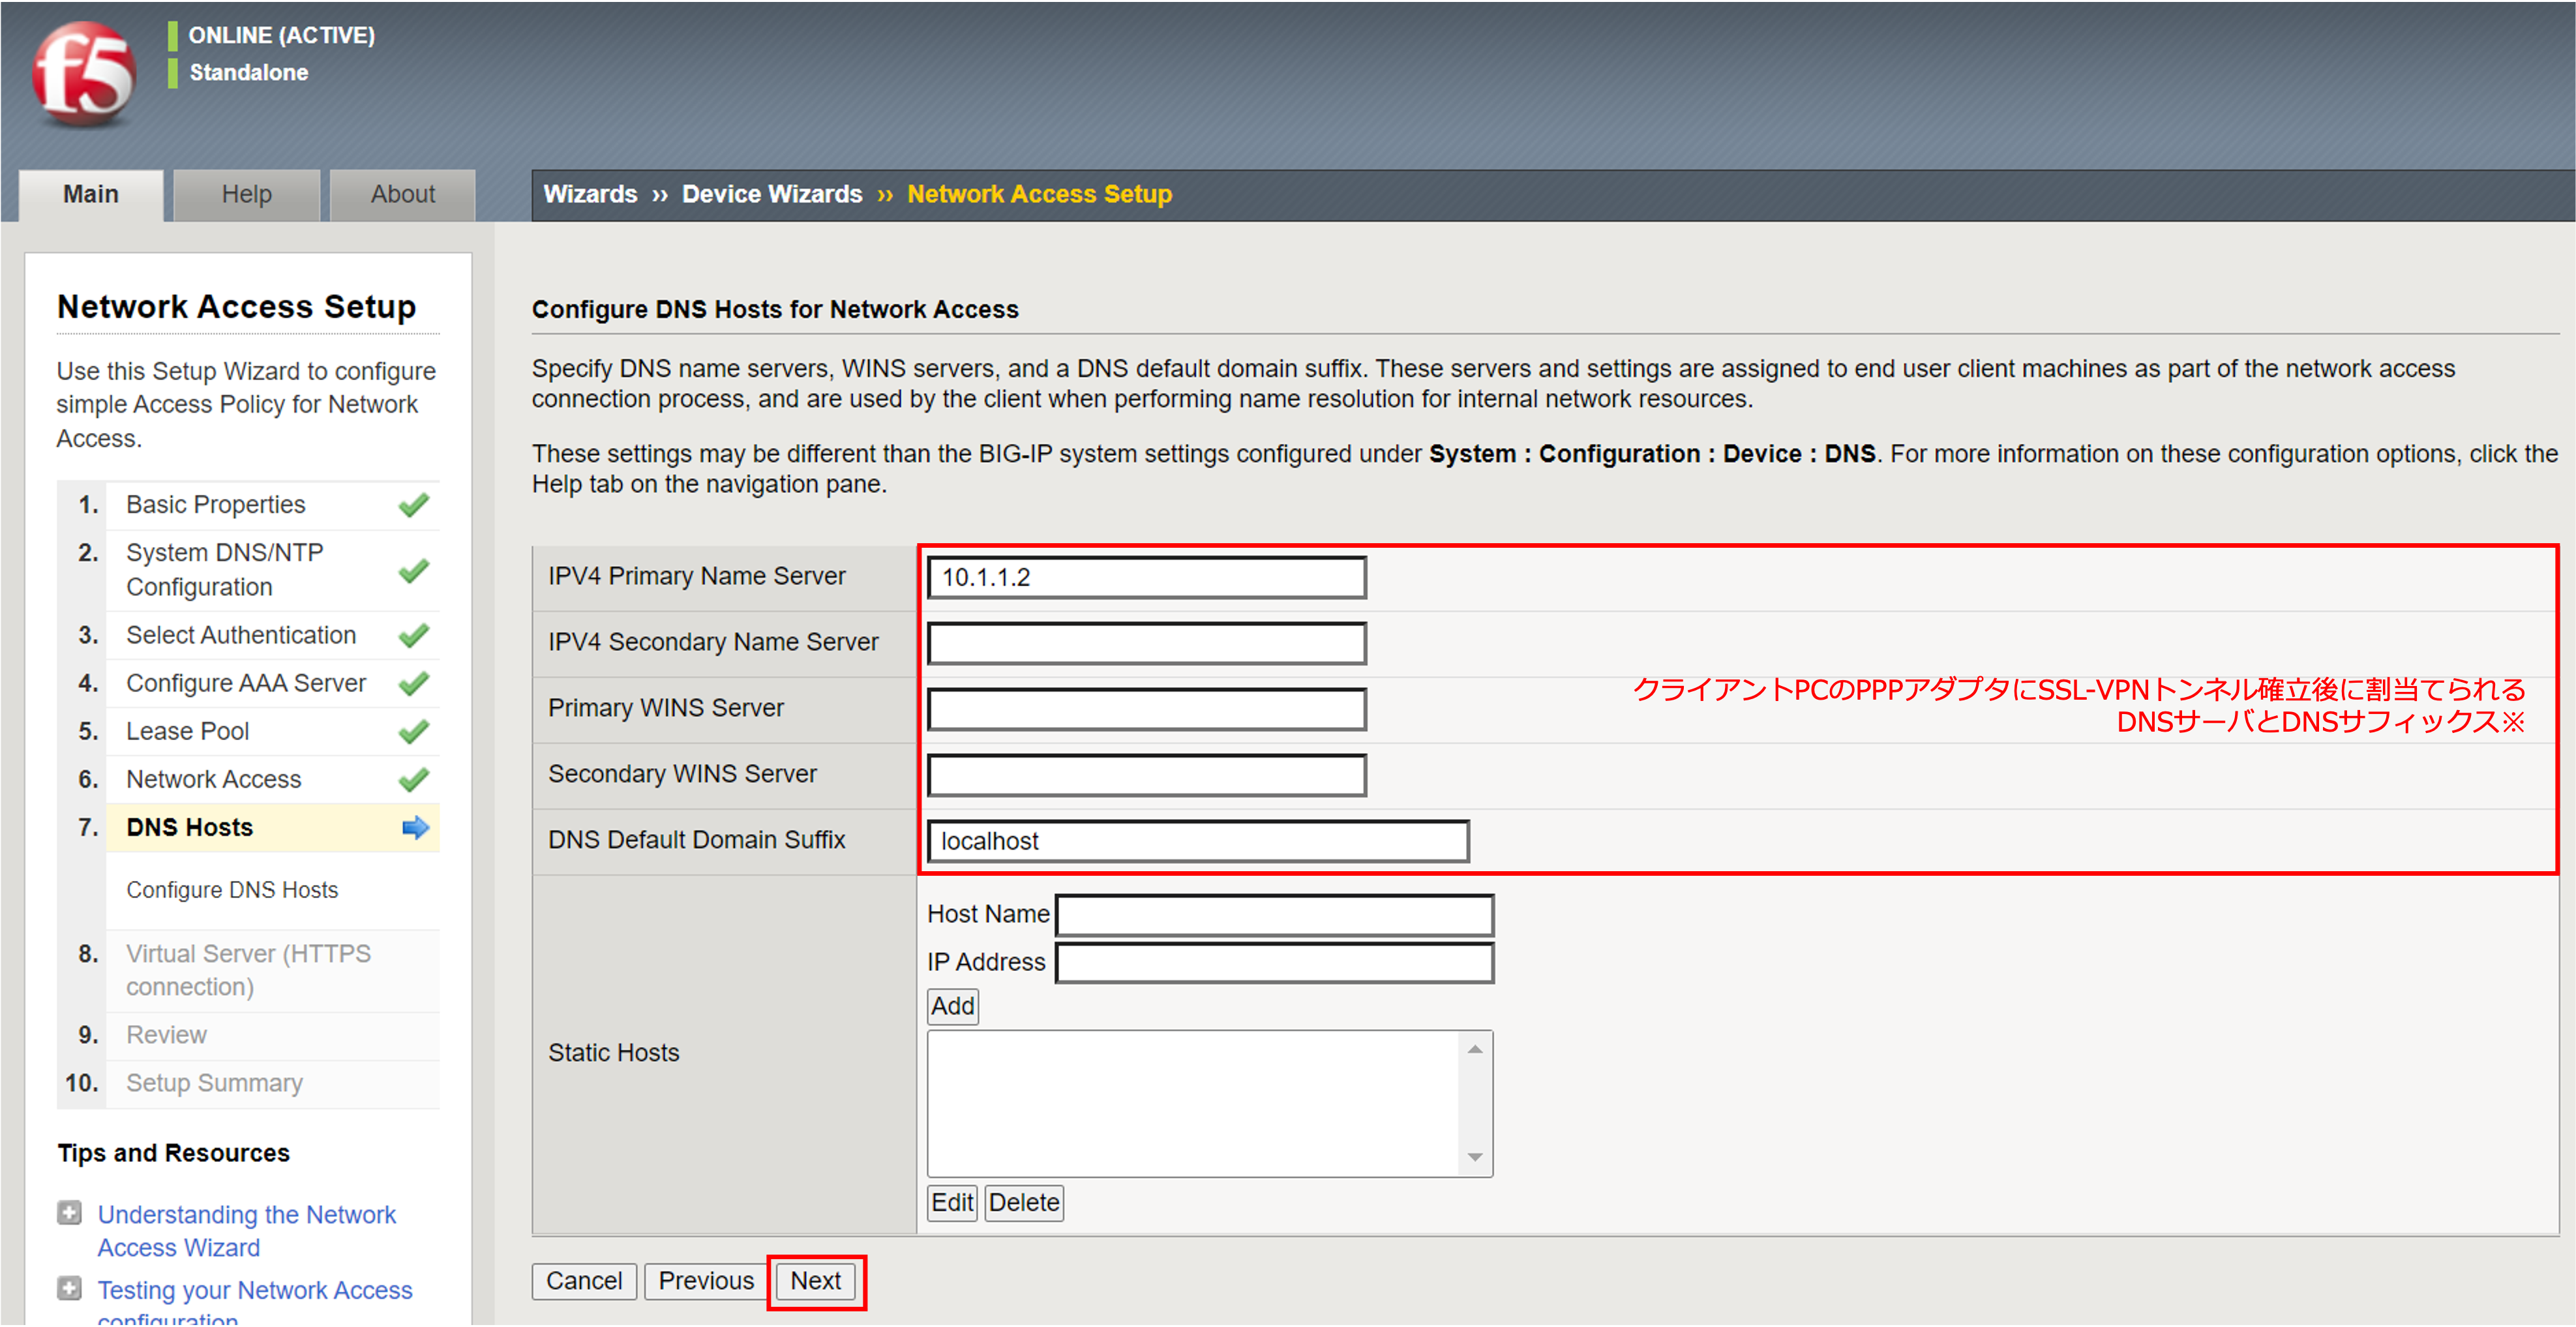 f5
ONLINE (ACTIVE)
Standalone
Main
Help
About
Wizards ›› Device Wizards ›› Network Access Setup
Network Access Setup
Use this Setup Wizard to configure
simple Access Policy for Network
Access.
1. Basic Properties
2. System DNS/NTP
Configuration
3. Select Authentication
4. Configure AAA Server
5. Lease Pool
6. Network Access
7. DNS Hosts
Configure DNS Hosts
8. Virtual Server (HTTPS
connection)
9. Review
10. Setup Summary
Tips and Resources
Understanding the Network
Access Wizard
Testing your Network Access
configuration
Configure DNS Hosts for Network Access
Specify DNS name servers, WINS servers, and a DNS default domain suffix. These servers and settings are assigned to end user client machines as part of the network access
connection process, and are used by the client when performing name resolution for internal network resources.
These settings may be different than the BIG-IP system settings configured under System : Configuration : Device : DNS. For more information on these configuration options, click the
Help tab on the navigation pane.
IPV4 Primary Name Server 10.1.1.2
IPV4 Secondary Name Server
Primary WINS Server
クライアントPCのPPPアダプタにSSL-VPNトンネル確立後に割当てられる
DNSサーバとDNSサフィックス※
Secondary WINS Server
DNS Default Domain Suffix localhost
Static Hosts
Host Name
IP Address
Add
Edit Delete
Cancel Previous Next